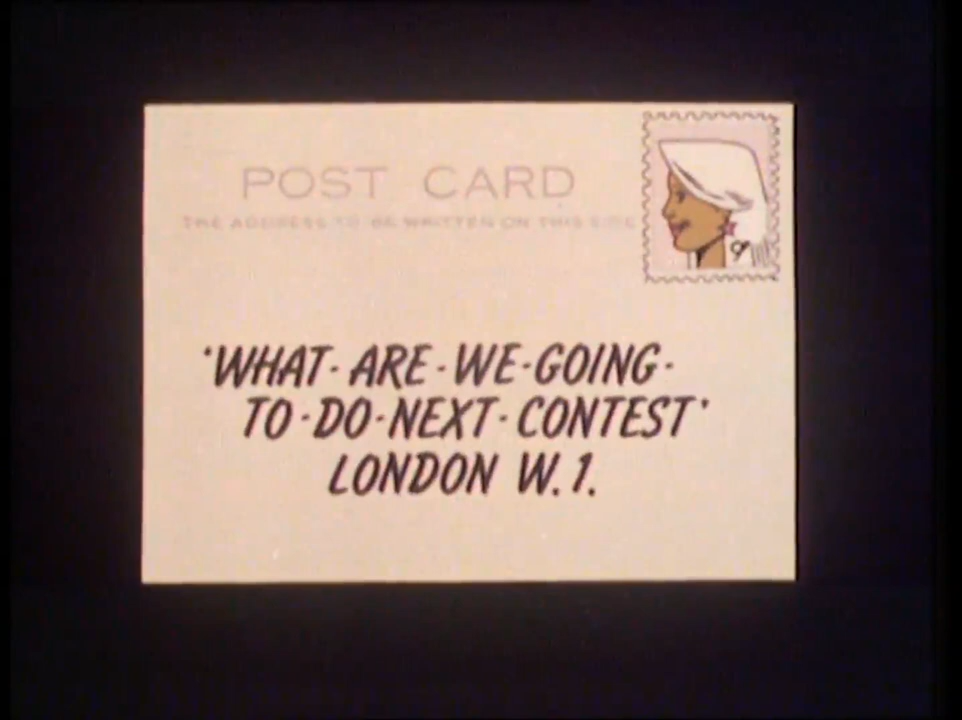 POST CARD
THE ADDRESS TO BE WRITTEN ON THIS SIDE
'WHAT-ARE-WE-GOING-
TO-DO-NEXT-CONTEST'
LONDON W.1.